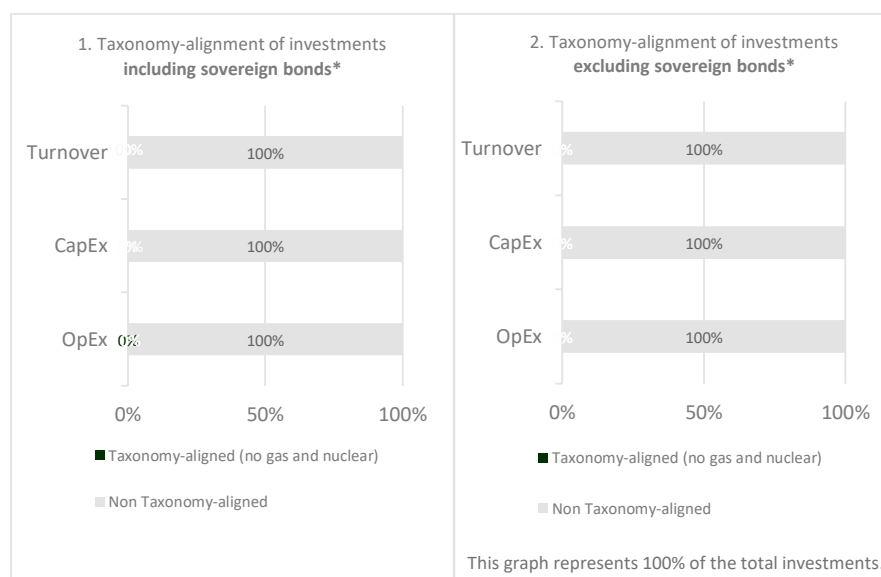 1. Taxonomy-alignment of investments
including sovereign bonds*
Turnover 100%
CapEx 100%
OpEx 0% 100%
0% 50% 100%
Taxonomy-aligned (no gas and nuclear)
Non Taxonomy-aligned
2. Taxonomy-alignment of investments
excluding sovereign bonds*
Turnover 100%
CapEx 100%
OpEx 100%
0% 50% 100%
Taxonomy-aligned (no gas and nuclear)
Non Taxonomy-aligned
This graph represents 100% of the total investments.